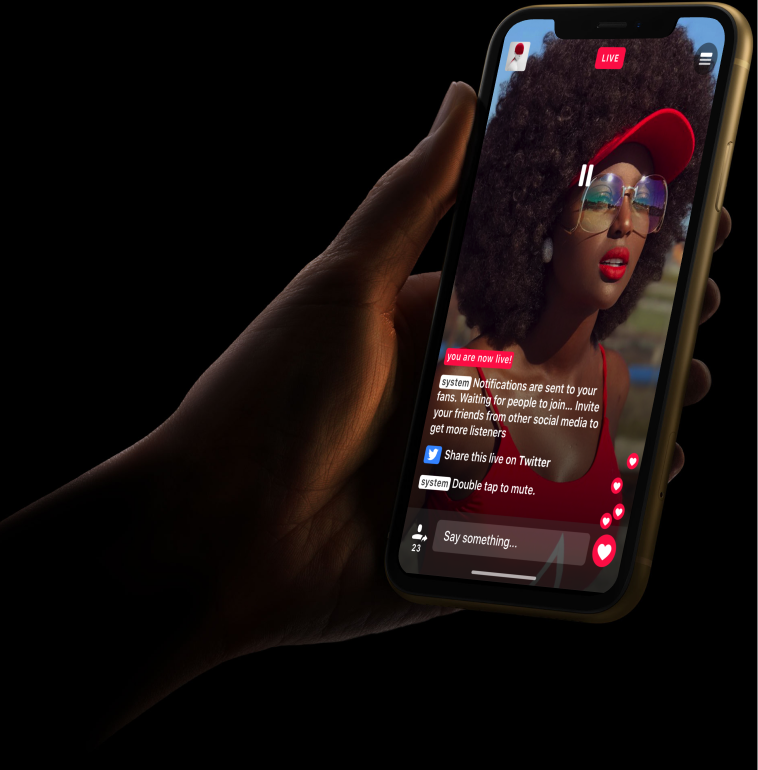 LIVE
you are now live!
system Notifications are sent to your
fans. Waiting for people to join... Invite
your friends from other social media to
get more listeners
Share this live on Twitter
system Double tap to mute.
Say something...
23